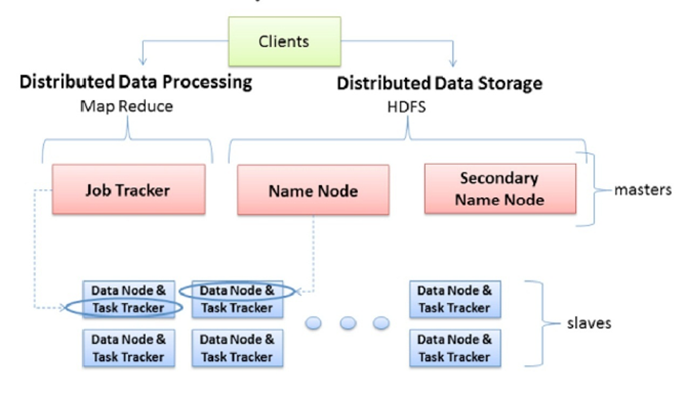 Clients
Distributed Data Processing
Map Reduce
Distributed Data Storage
HDFS
Job Tracker
Name Node
Secondary
Name Node
masters
Data Node &
Task Tracker
Data Node &
Task Tracker
Data Node &
Task Tracker
Data Node &
Task Tracker
Data Node &
Task Tracker
Data Node &
Task Tracker
slaves